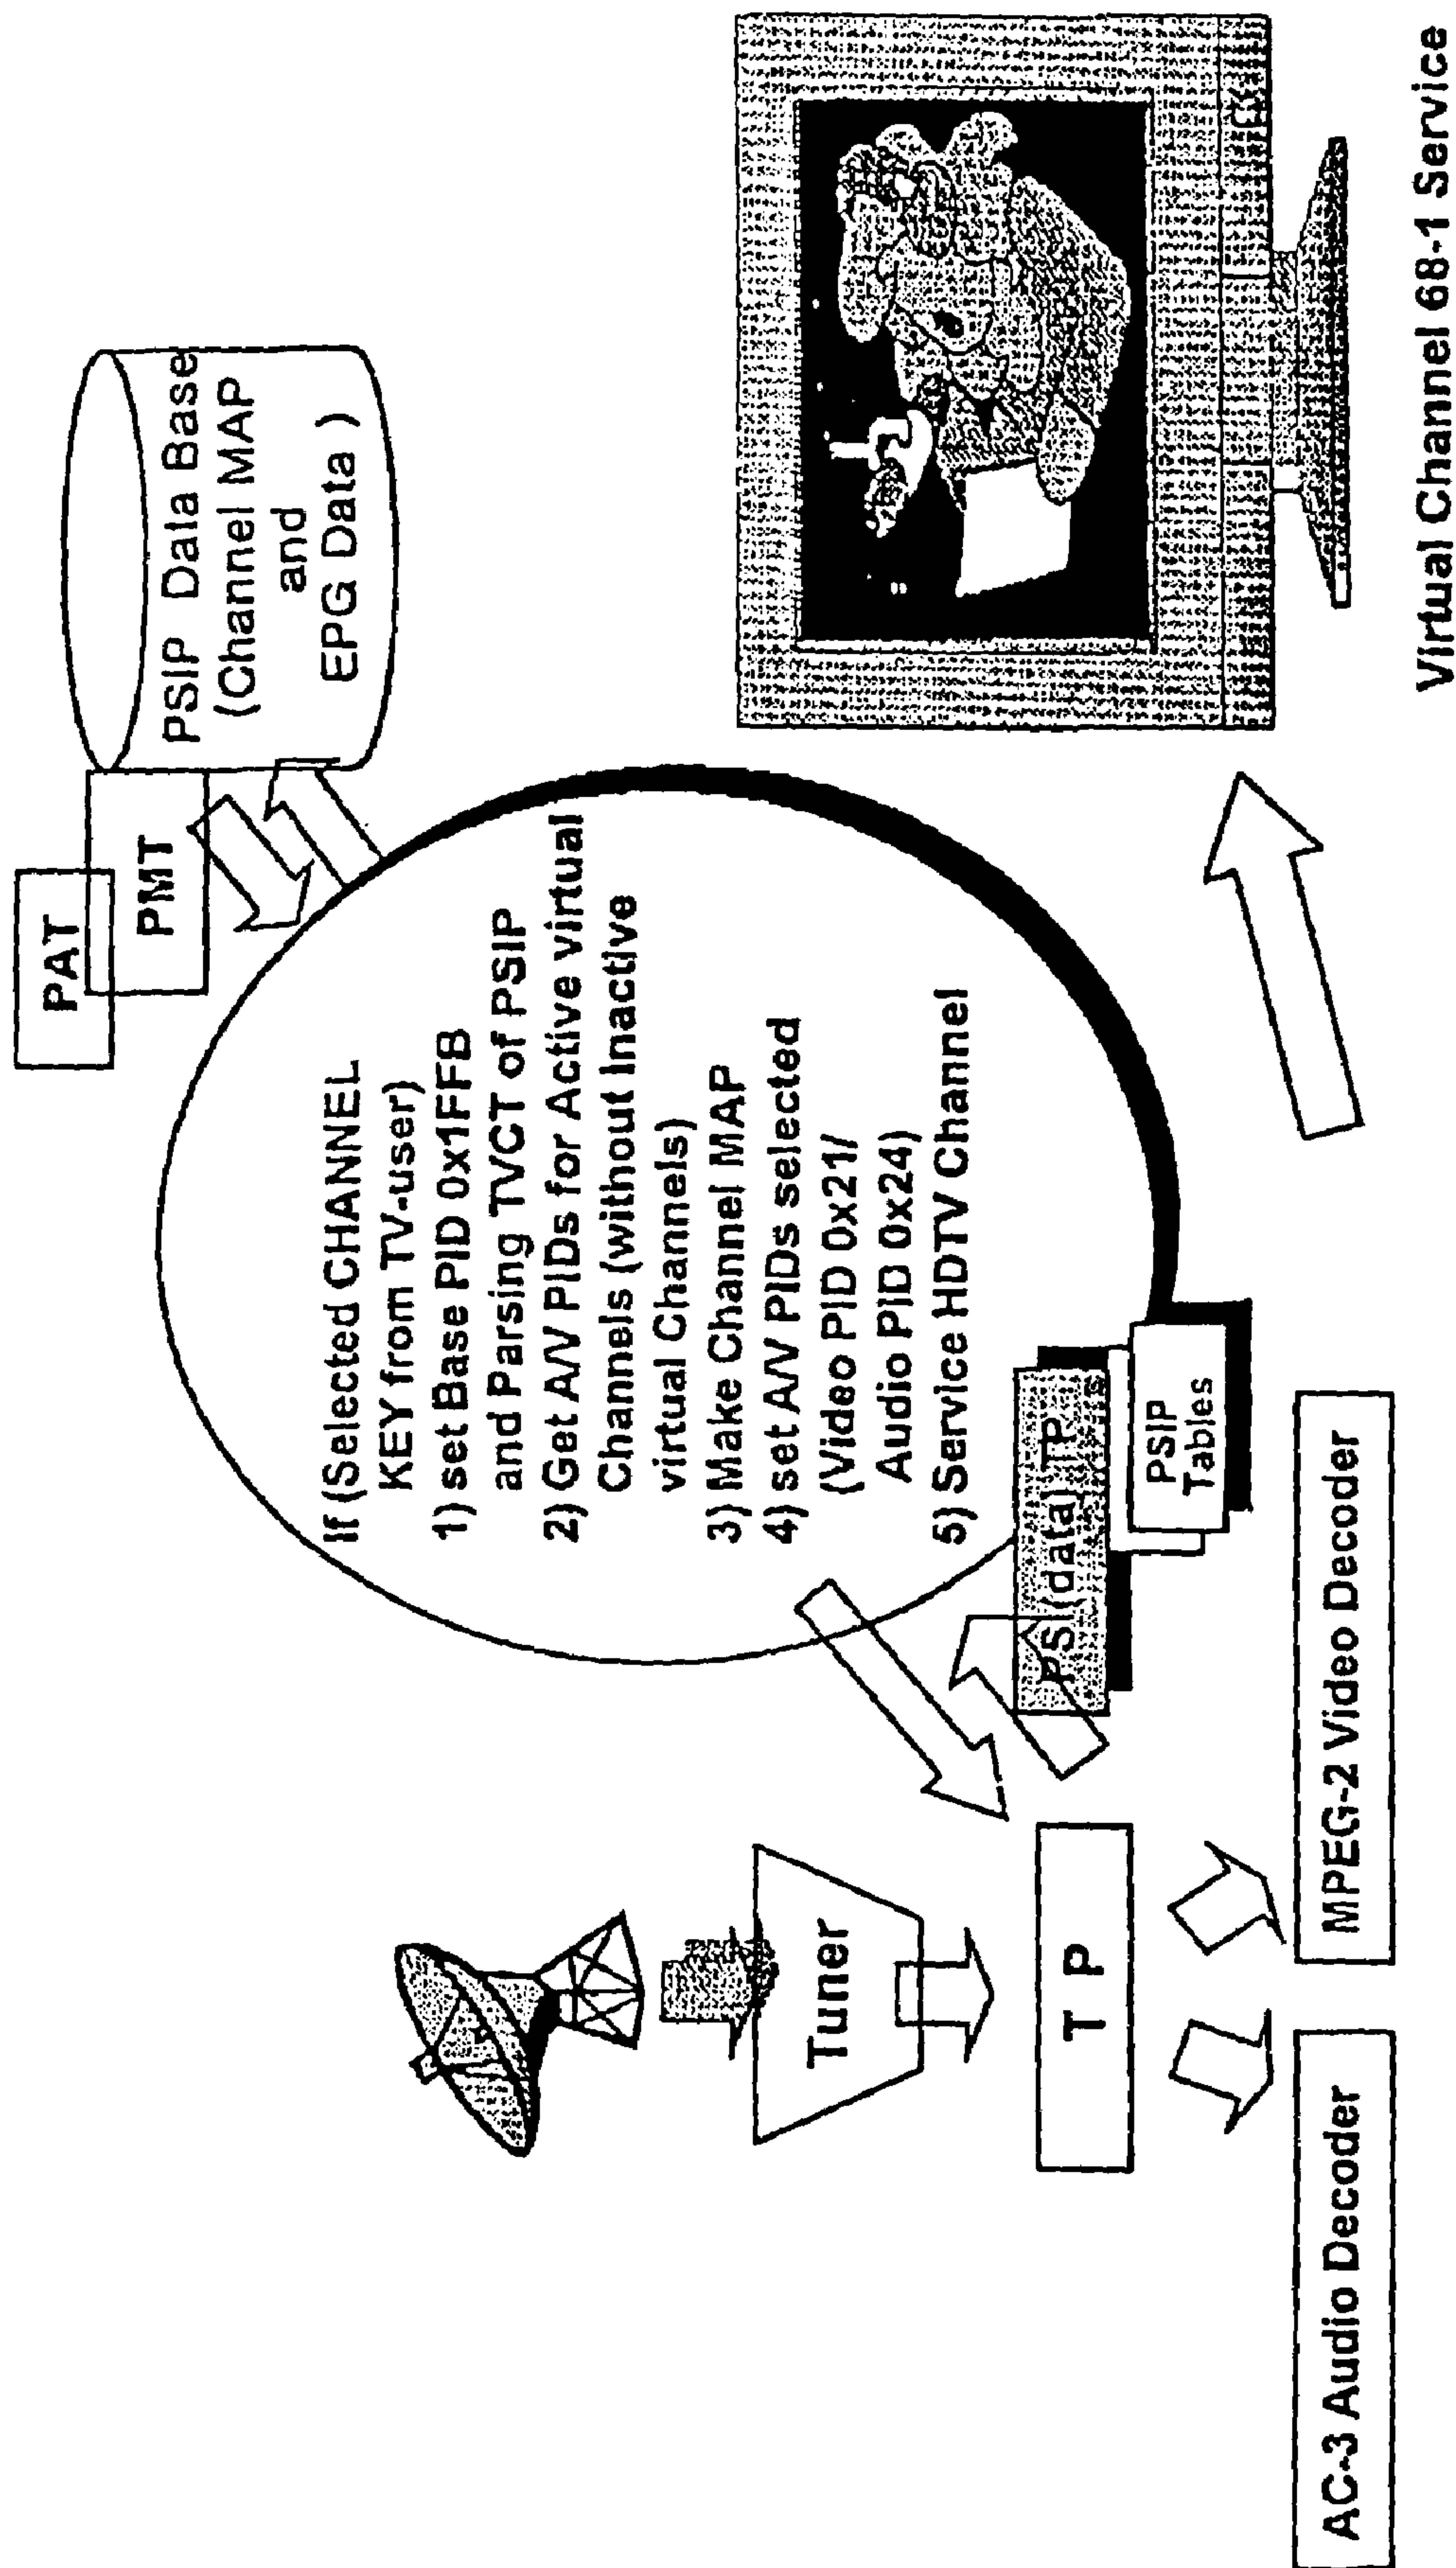 PAT
PMT
PSIP Data Base
(Channel MAP
and
EPG Data )
If (Selected CHANNEL
KEY from TV-user)
1) set Base PID 0x1FFB
and Parsing TVCT of PSIP
2) Get A/V PIDs for Active virtual
Channels (without Inactive
virtual Channels)
3) Make Channel MAP
4) set A/V PIDs selected
(Video PID 0x21/
Audio PID 0x24)
5) Service HDTV Channel
Tuner
T P
PSI(data) TP
PSIP
Tables
AC-3 Audio Decoder
MPEG-2 Video Decoder
Virtual Channel 68-1 Service